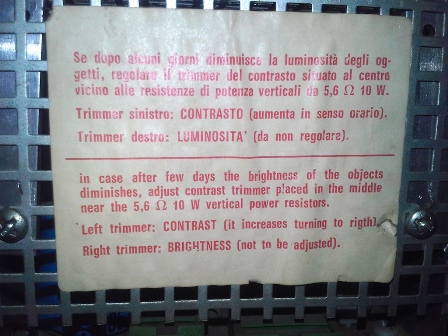 Se dopo alcuni giorni diminuisce la luminosità degli og-
getti, regolare il trimmer del contrasto situato al centro
vicino alle resistenze di potenza verticali da 5,6 Ω 10 W.
Trimmer sinistro: CONTRASTO (aumenta in senso orario).
Trimmer destro: LUMINOSITA' (da non regolare).
in case after few days the brightness of the objects
diminishes, adjust contrast trimmer placed in the middle
near the 5,6 Ω 10 W vertical power resistors.
Left trimmer: CONTRAST (it increases turning to rigth)
Right trimmer: BRIGHTNESS (not to be adjusted).